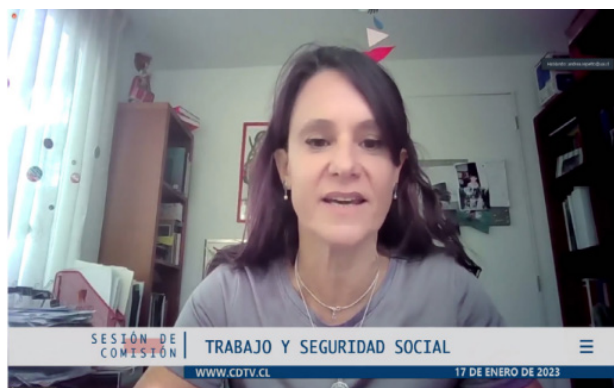 SESIÓN DE
COMISIÓN
TRABAJO Y SEGURIDAD SOCIAL
WWW.CDTV.CL
17 DE ENERO DE 2023